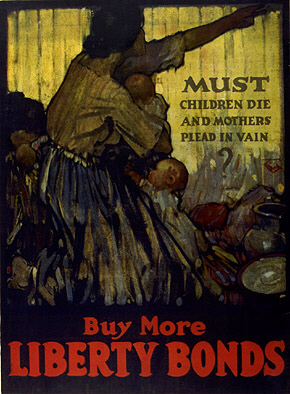 MUST
CHILDREN DIE
AND MOTHERS
PLEAD IN VAIN
?
Buy More
LIBERTY BONDS